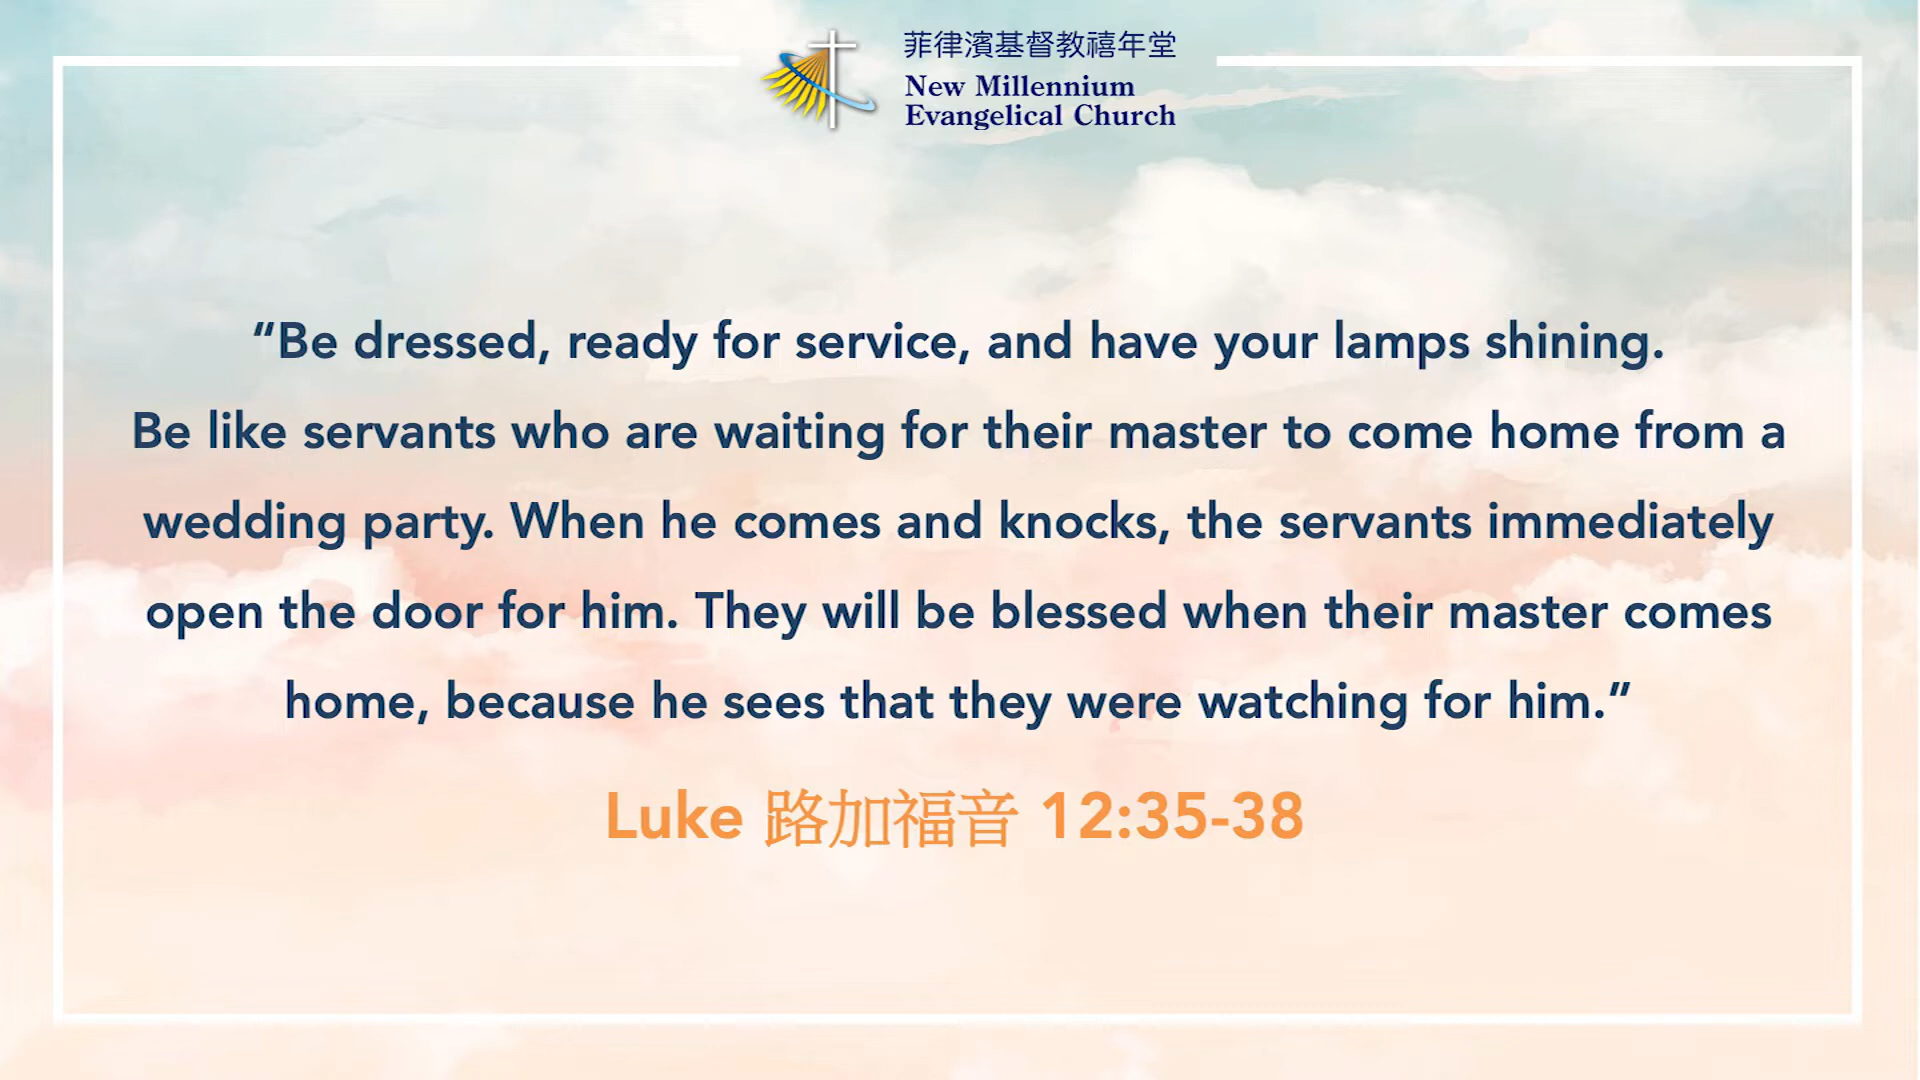 菲律濱基督教禧年堂
New Millennium
Evangelical Church
“Be dressed, ready for service, and have your lamps shining.
Be like servants who are waiting for their master to come home from a
wedding party. When he comes and knocks, the servants immediately
open the door for him. They will be blessed when their master comes
home, because he sees that they were watching for him.”
Luke 路加福音 12:35-38